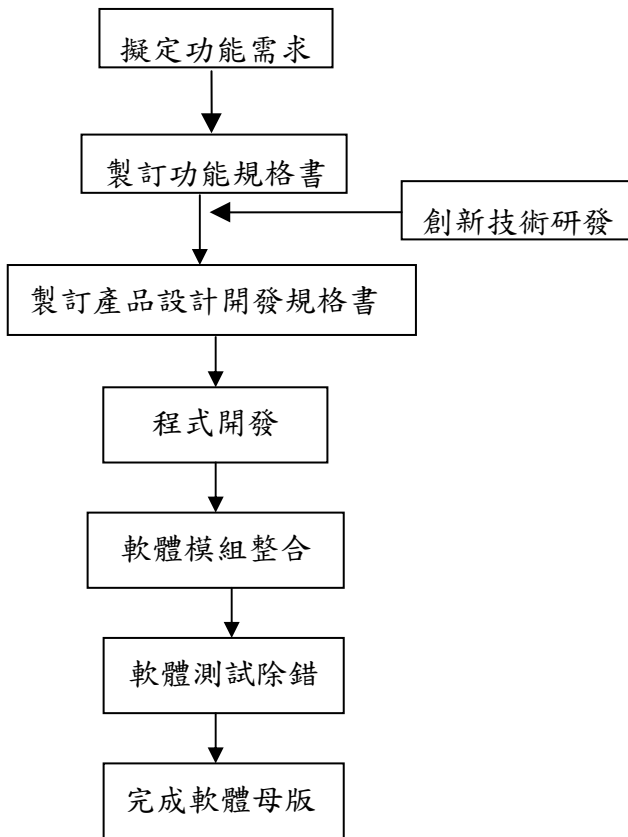 擬定功能需求
製訂功能規格書
創新技術研發
製訂產品設計開發規格書
程式開發
軟體模組整合
軟體測試除錯
完成軟體母版